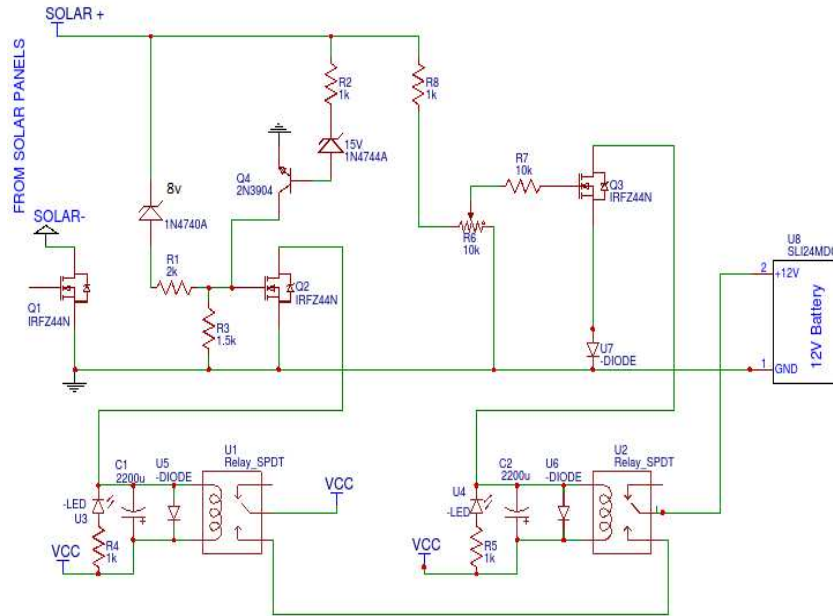 SOLAR +
FROM SOLAR PANELS
R2
1k
R8
1k
15V
1N4744A
Q4
2N3904
8v
1N4740A
R7
10k
Q3
IRFZ44N
SOLAR-
R6
10k
U8
2
+12V
12V Battery
R1
2k
Q2
IRFZ44N
Q1
IRFZ44N
R3
1.5k
U7
-DIODE
1
GND
U1
Relay_SPDT
U2
Relay_SPDT
C1
2200u
U5
-DIODE
VCC
C2
2200u
U6
-DIODE
-LED
U3
U4
-LED
VCC
R4
1k
VCC
R5
1k